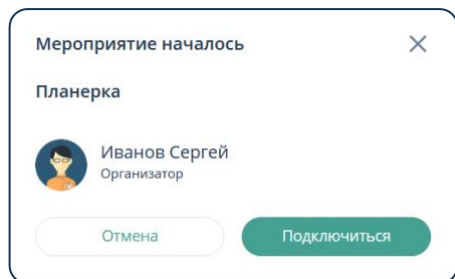 Мероприятие началось
Планерка
Иванов Сергей
Организатор
Отмена
Подключиться